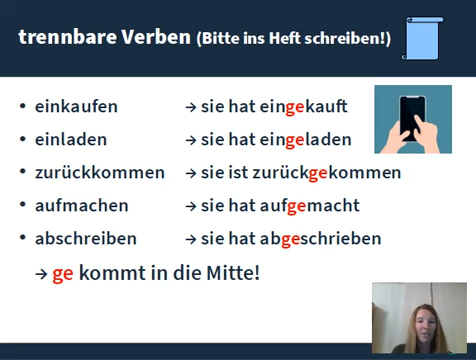 trennbare Verben (Bitte ins Heft schreiben!)
• einkaufen → sie hat eingekauft
• einladen → sie hat eingeladen
• zurückkommen → sie ist zurückgekommen
• aufmachen → sie hat aufgemacht
• abschreiben → sie hat abgeschrieben
→ ge kommt in die Mitte!